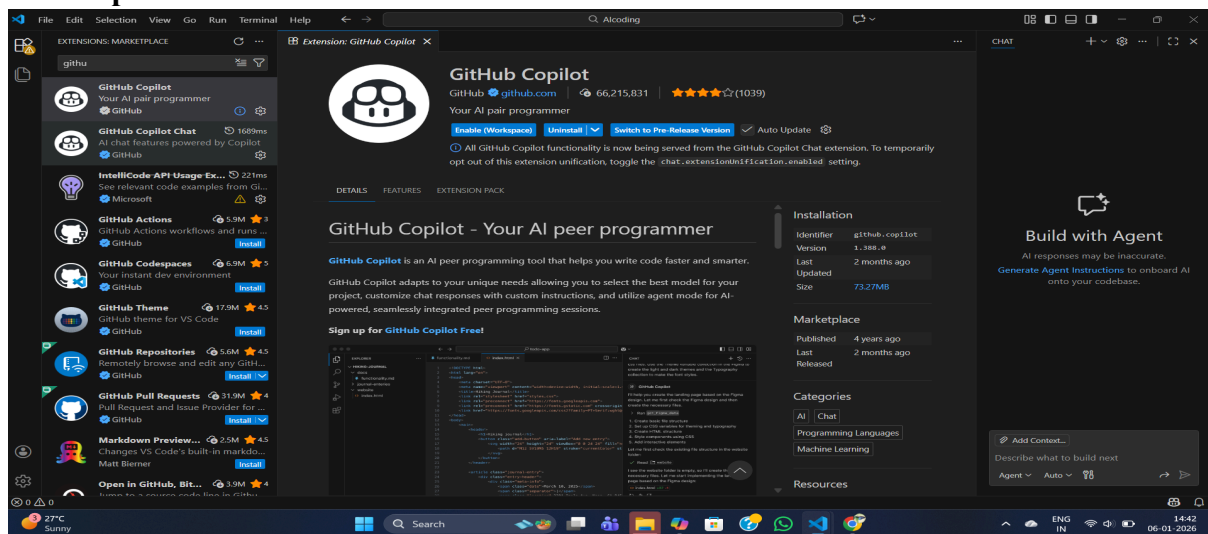 File Edit Selection View Go Run Terminal Help
AIcoding
EXTENSIONS: MARKETPLACE
githu
GitHub Copilot
Your AI pair programmer
GitHub
GitHub Copilot Chat 1689ms
AI chat features powered by Copilot
GitHub
IntelliCode API Usage Ex... 221ms
See relevant code examples from Gi...
Microsoft
GitHub Actions 5.9M 3
GitHub Actions workflows and runs ...
GitHub Install
GitHub Codespaces 6.9M 5
Your instant dev environment
GitHub Install
GitHub Theme 17.9M 4.5
GitHub theme for VS Code
GitHub Install
GitHub Repositories 5.6M 4.5
Remotely browse and edit any GitH...
GitHub Install
GitHub Pull Requests 31.9M 4
Pull Request and Issue Provider for ...
GitHub Install
Markdown Preview... 2.5M 4.5
Changes VS Code's built-in markdo...
Matt Bierner Install
Open in GitHub, Bit... 3.9M 4
Jump to a source code line in Githu
Extension: GitHub Copilot
GitHub Copilot
GitHub github.com 66,215,831 (1039)
Your AI pair programmer
Enable (Workspace) Uninstall Switch to Pre-Release Version Auto Update
All GitHub Copilot functionality is now being served from the GitHub Copilot Chat extension. To temporarily
opt out of this extension unification, toggle the chat.extensionUnification.enabled setting.
DETAILS FEATURES EXTENSION PACK
GitHub Copilot - Your AI peer programmer
GitHub Copilot is an AI peer programming tool that helps you write code faster and smarter.
GitHub Copilot adapts to your unique needs allowing you to select the best model for your
project, customize chat responses with custom instructions, and utilize agent mode for AI-
powered, seamlessly integrated peer programming sessions.
Sign up for GitHub Copilot Free!
Installation
Identifier github.copilot
Version 1.388.0
Last Updated 2 months ago
Size 73.27MB
Marketplace
Published 4 years ago
Last Released 2 months ago
Categories
AI Chat
Programming Languages
Machine Learning
Resources
CHAT
Build with Agent
AI responses may be inaccurate.
Generate Agent Instructions to onboard AI
onto your codebase.
Add Context...
Describe what to build next
Agent Auto
0 0
3
27°C
Sunny
Search
ENG
IN
14:42
06-01-2026